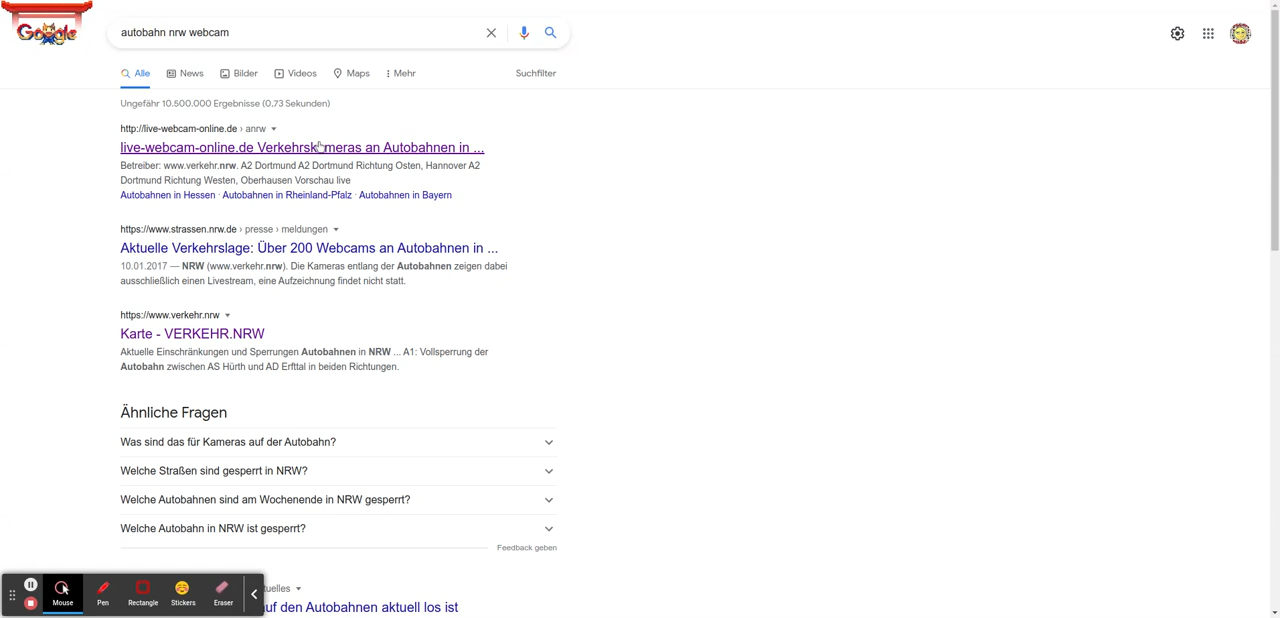 Google
autobahn nrw webcam
Alle News Bilder Videos Maps Mehr Suchfilter
Ungefähr 10.500.000 Ergebnisse (0,73 Sekunden)
http://live-webcam-online.de › anrw
live-webcam-online.de Verkehrskameras an Autobahnen in ...
Betreiber: www.verkehr.nrw. A2 Dortmund A2 Dortmund Richtung Osten, Hannover A2
Dortmund Richtung Westen, Oberhausen Vorschau live
Autobahnen in Hessen · Autobahnen in Rheinland-Pfalz · Autobahnen in Bayern
https://www.strassen.nrw.de › presse › meldungen
Aktuelle Verkehrslage: Über 200 Webcams an Autobahnen in ...
10.01.2017 — NRW (www.verkehr.nrw). Die Kameras entlang der Autobahnen zeigen dabei
ausschließlich einen Livestream, eine Aufzeichnung findet nicht statt.
https://www.verkehr.nrw
Karte - VERKEHR.NRW
Aktuelle Einschränkungen und Sperrungen Autobahnen in NRW ... A1: Vollsperrung der
Autobahn zwischen AS Hürth und AD Erfttal in beiden Richtungen.
Ähnliche Fragen
Was sind das für Kameras auf der Autobahn?
Welche Straßen sind gesperrt in NRW?
Welche Autobahnen sind am Wochenende in NRW gesperrt?
Welche Autobahn in NRW ist gesperrt?
Feedback geben
uelles
auf den Autobahnen aktuell los ist
Mouse Pen Rectangle Stickers Eraser